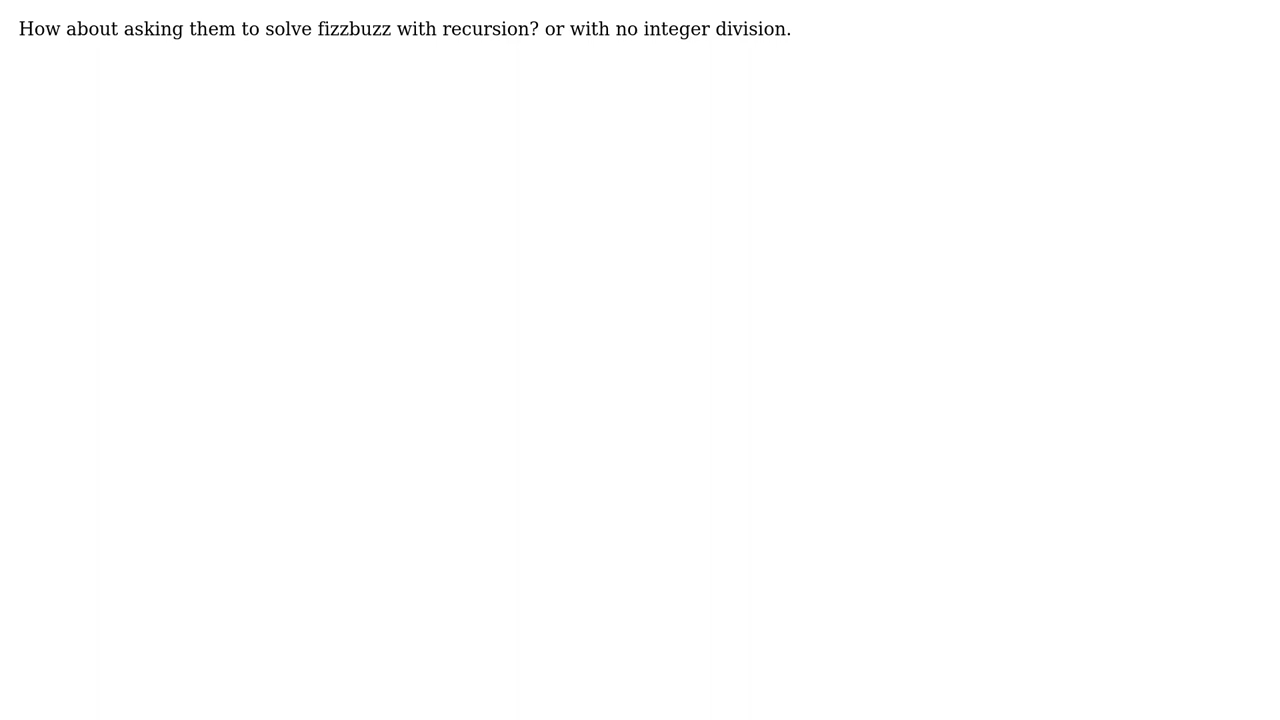 How about asking them to solve fizzbuzz with recursion? or with no integer division.